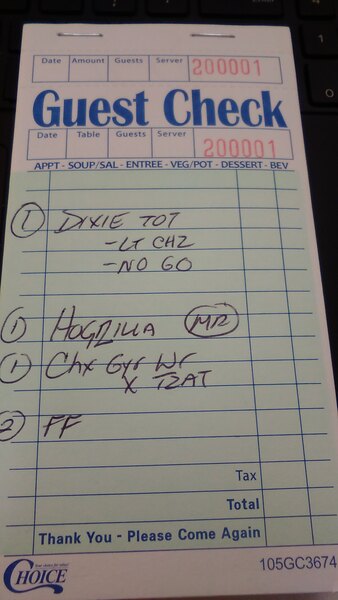 Date Amount Guests Server 200001
Guest Check
Date Table Guests Server 200001
APPT - SOUP/SAL - ENTREE - VEG/POT - DESSERT - BEV
1 DIXIE TOT
-LT CHZ
-NO GO
1 HOGZILLA MR
1 Chx Gyr Wr
X TZAT
2 FF
Tax
Total
Thank You - Please Come Again
CHOICE 105GC3674